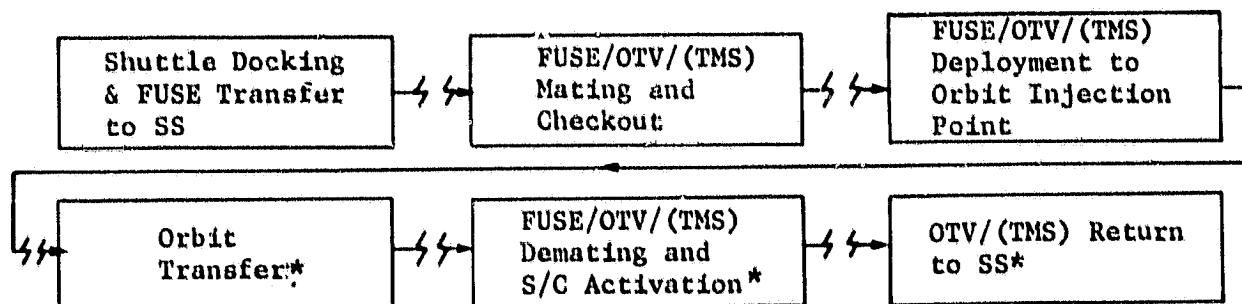 Shuttle Docking
& FUSE Transfer
to SS
FUSE/OTV/(TMS)
Mating and
Checkout
FUSE/OTV/(TMS)
Deployment to
Orbit Injection
Point
Orbit
Transfer*
FUSE/OTV/(TMS)
Demating and
S/C Activation*
OTV/(TMS) Return
to SS*